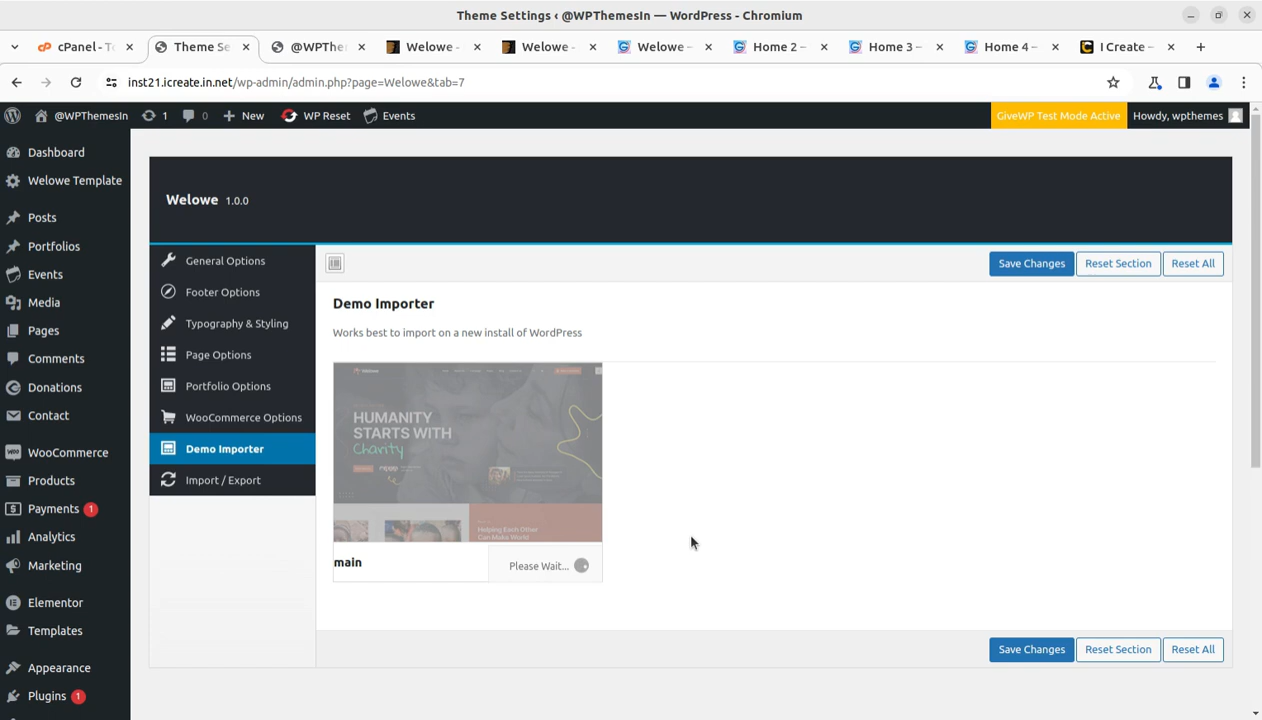 Theme Settings ‹ @WPThemesIn — WordPress - Chromium
cPanel - T
Theme Se
@WPThe
Welowe -
Welowe -
Welowe –
Home 2 –
Home 3 –
Home 4 –
I Create –
inst21.icreate.in.net/wp-admin/admin.php?page=Welowe&tab=7
@WPThemesIn
1
0
New
WP Reset
Events
GiveWP Test Mode Active
Howdy, wpthemes
Dashboard
Welowe Template
Posts
Portfolios
Events
Media
Pages
Comments
Donations
Contact
WooCommerce
Products
Payments 1
Analytics
Marketing
Elementor
Templates
Appearance
Plugins 1
Welowe 1.0.0
General Options
Footer Options
Typography & Styling
Page Options
Portfolio Options
WooCommerce Options
Demo Importer
Import / Export
Save Changes
Reset Section
Reset All
Demo Importer
Works best to import on a new install of WordPress
HUMANITY
STARTS WITH
Charity
Helping Each Other
Can Make World
main
Please Wait...
Save Changes
Reset Section
Reset All